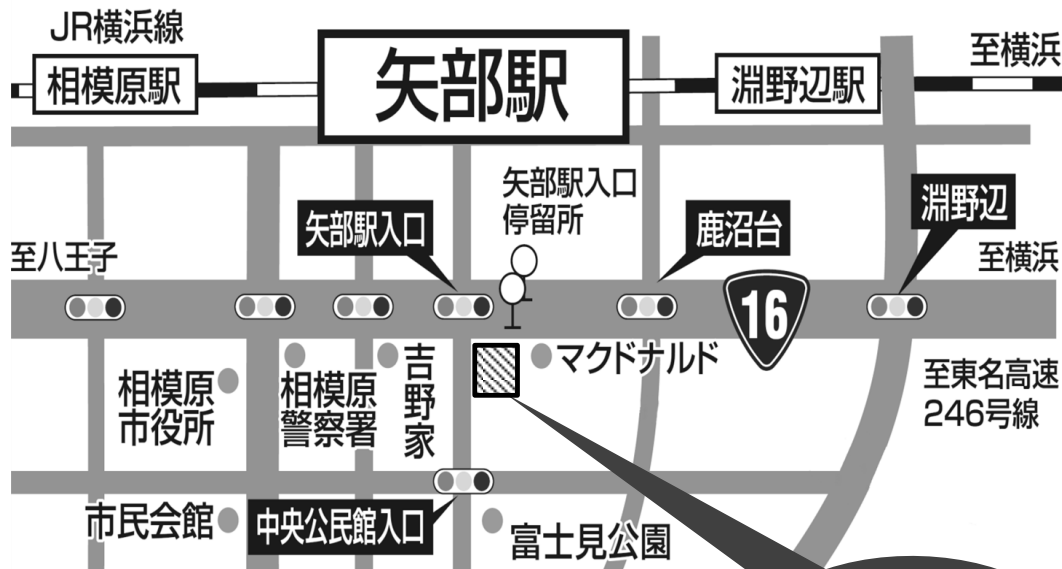 JR横浜線
相模原駅
矢部駅
淵野辺駅
至横浜
矢部駅入口
停留所
矢部駅入口
鹿沼台
淵野辺
至八王子
至横浜
16
マクドナルド
相模原
市役所
相模原
警察署
吉野家
至東名高速
246号線
市民会館
中央公民館入口
富士見公園